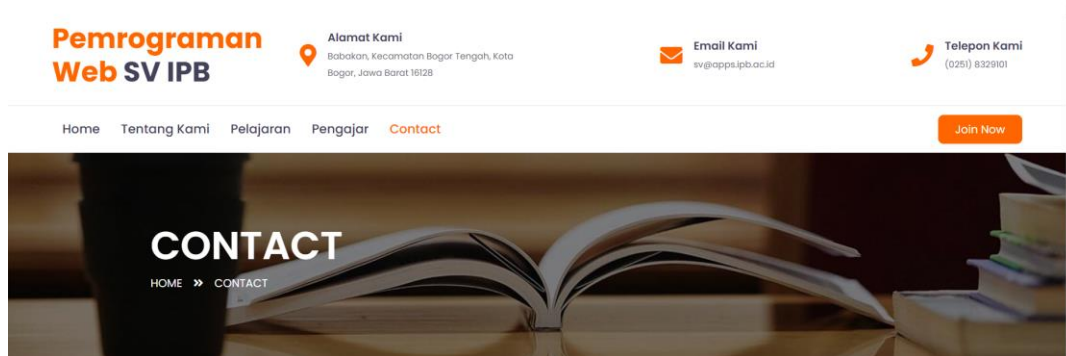 Pemrograman
Web SV IPB
Alamat Kami
Babakan, Kecamatan Bogor Tengah, Kota
Bogor, Jawa Barat 16128
Email Kami
sv@apps.ipb.ac.id
Telepon Kami
(0251) 8329101
Home Tentang Kami Pelajaran Pengajar Contact
Join Now
CONTACT
HOME » CONTACT